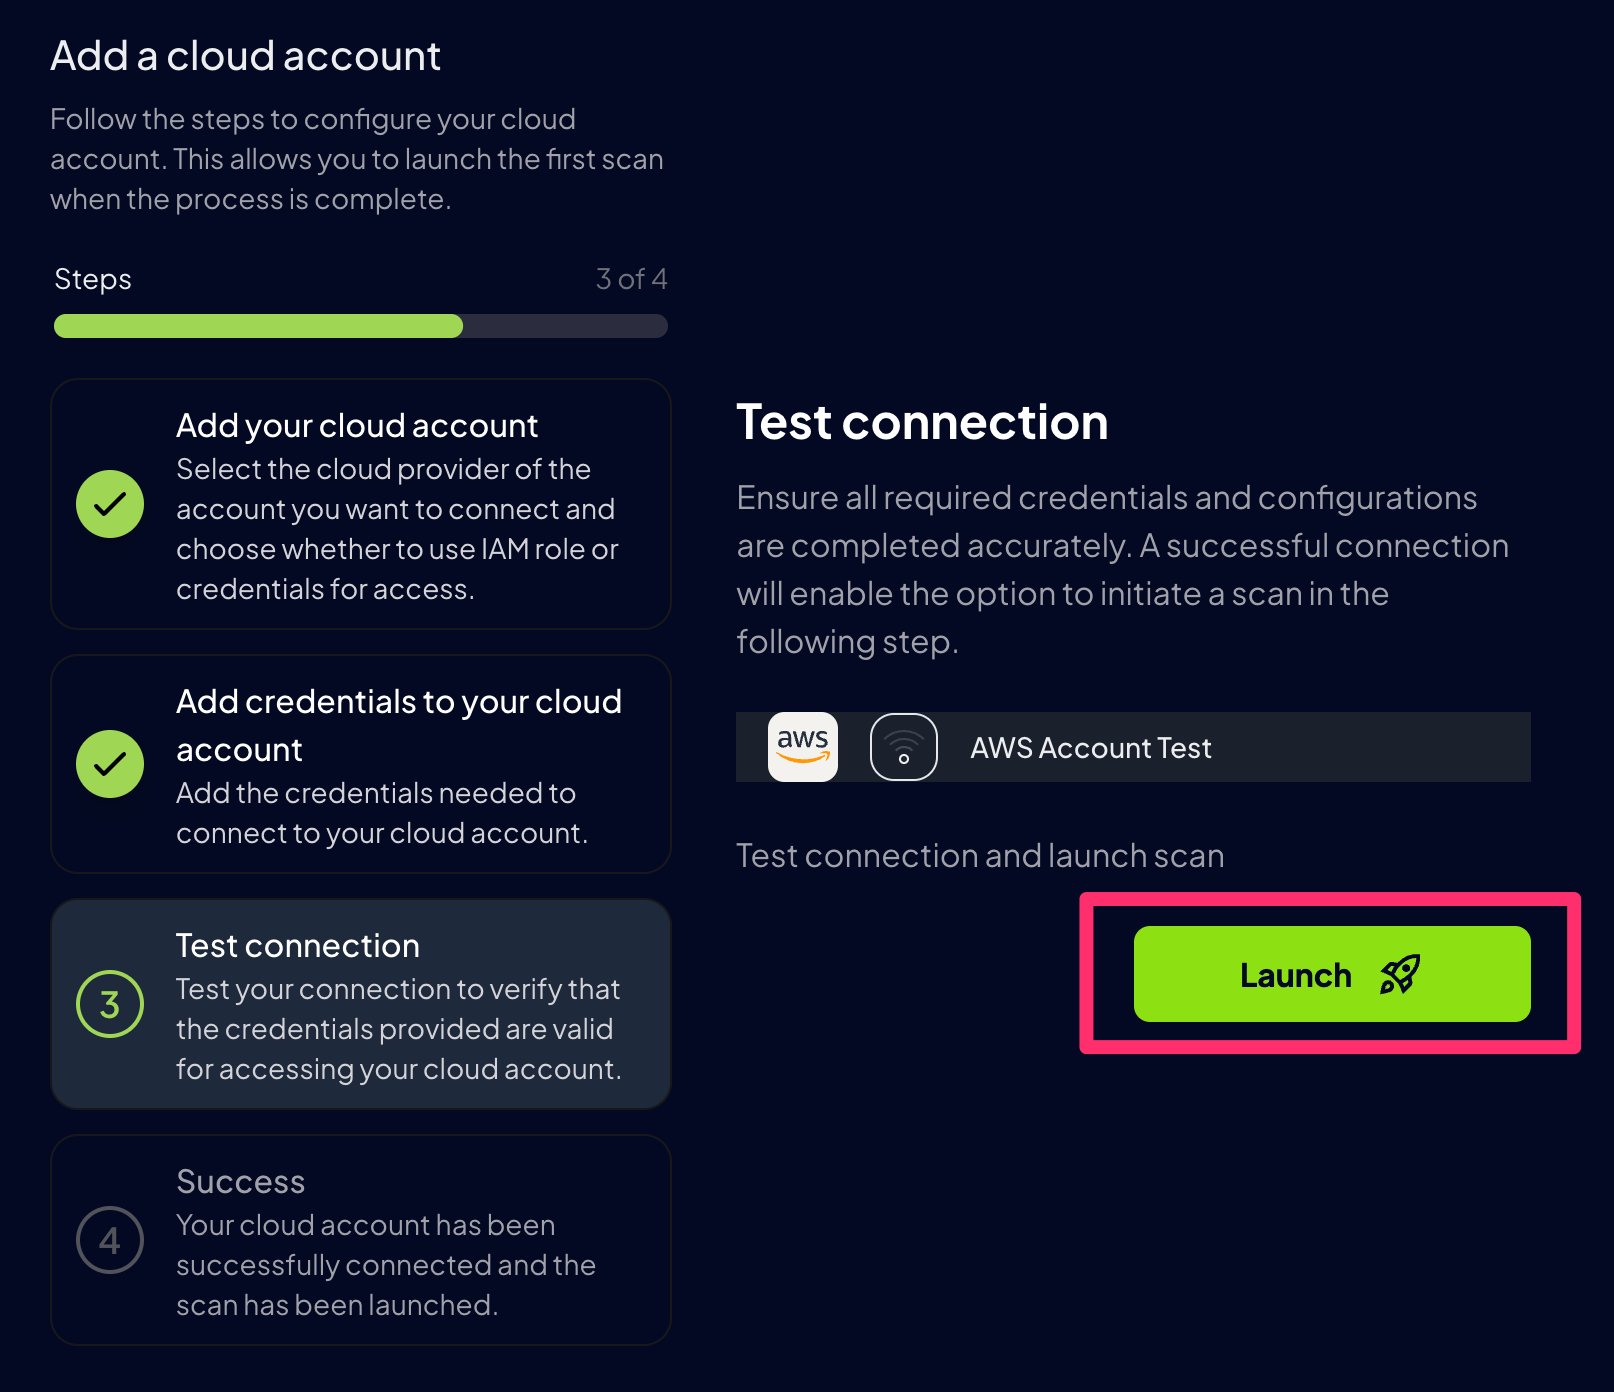 Add a cloud account
Follow the steps to configure your cloud
account. This allows you to launch the first scan
when the process is complete.
Steps
3 of 4
Add your cloud account
Select the cloud provider of the
account you want to connect and
choose whether to use IAM role or
credentials for access.
Add credentials to your cloud
account
Add the credentials needed to
connect to your cloud account.
3
Test connection
Test your connection to verify that
the credentials provided are valid
for accessing your cloud account.
4
Success
Your cloud account has been
successfully connected and the
scan has been launched.
Test connection
Ensure all required credentials and configurations
are completed accurately. A successful connection
will enable the option to initiate a scan in the
following step.
aws
AWS Account Test
Test connection and launch scan
Launch